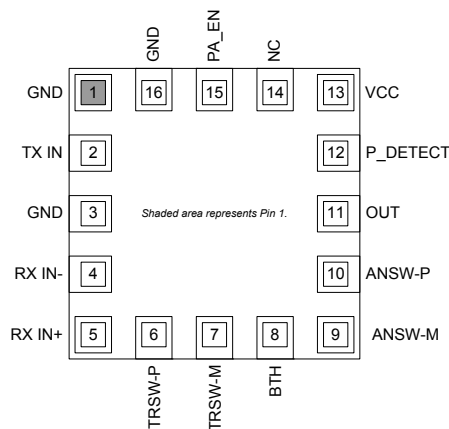 GND
PA_EN
NC
GND
1
16
15
14
13
VCC
TX IN
2
12
P_DETECT
GND
3
Shaded area represents Pin 1.
11
OUT
RX IN-
4
10
ANSW-P
RX IN+
5
6
7
8
9
ANSW-M
TRSW-P
TRSW-M
BTH